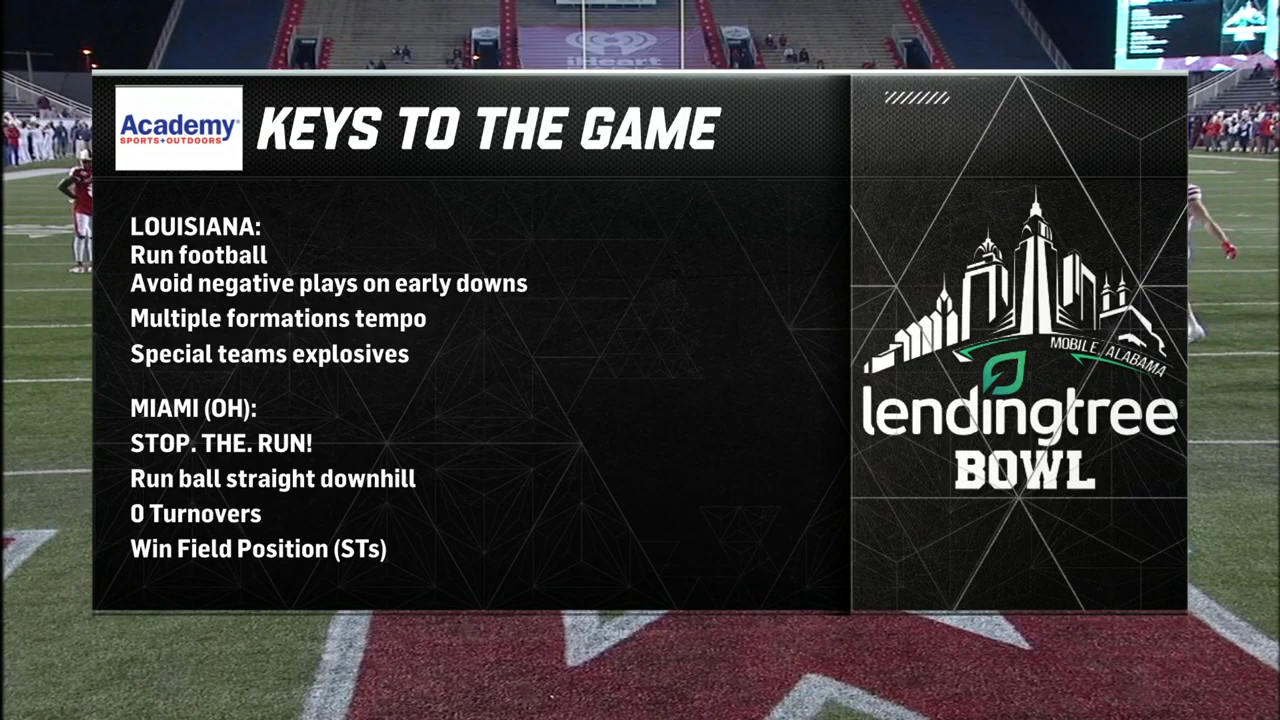 iHeart
Academy
SPORTS+OUTDOORS
KEYS TO THE GAME
LOUISIANA:
Run football
Avoid negative plays on early downs
Multiple formations tempo
Special teams explosives
MIAMI (OH):
STOP. THE. RUN!
Run ball straight downhill
0 Turnovers
Win Field Position (STs)
MOBILE, ALABAMA
lendingtree
BOWL